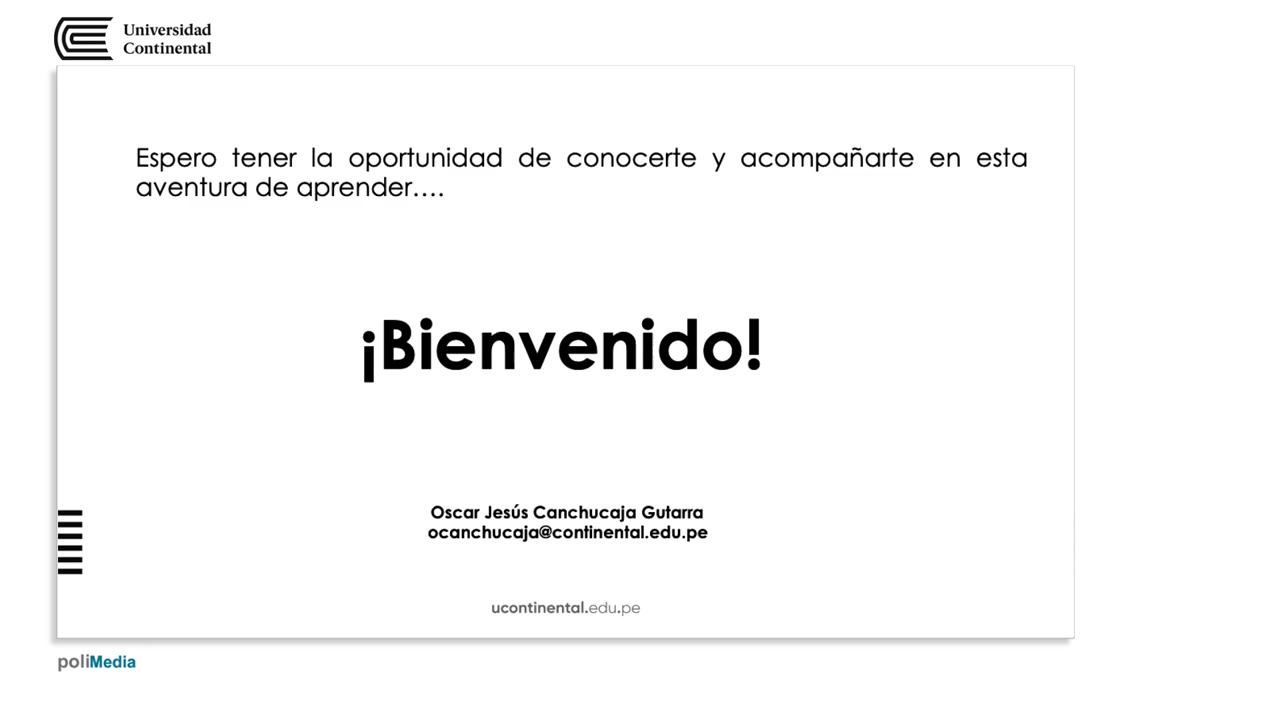 Universidad
Continental
Espero tener la oportunidad de conocerte y acompañarte en esta
aventura de aprender....
¡Bienvenido!
Oscar Jesús Canchucaja Gutarra
ocanchucaja@continental.edu.pe
ucontinental.edu.pe
poliMedia